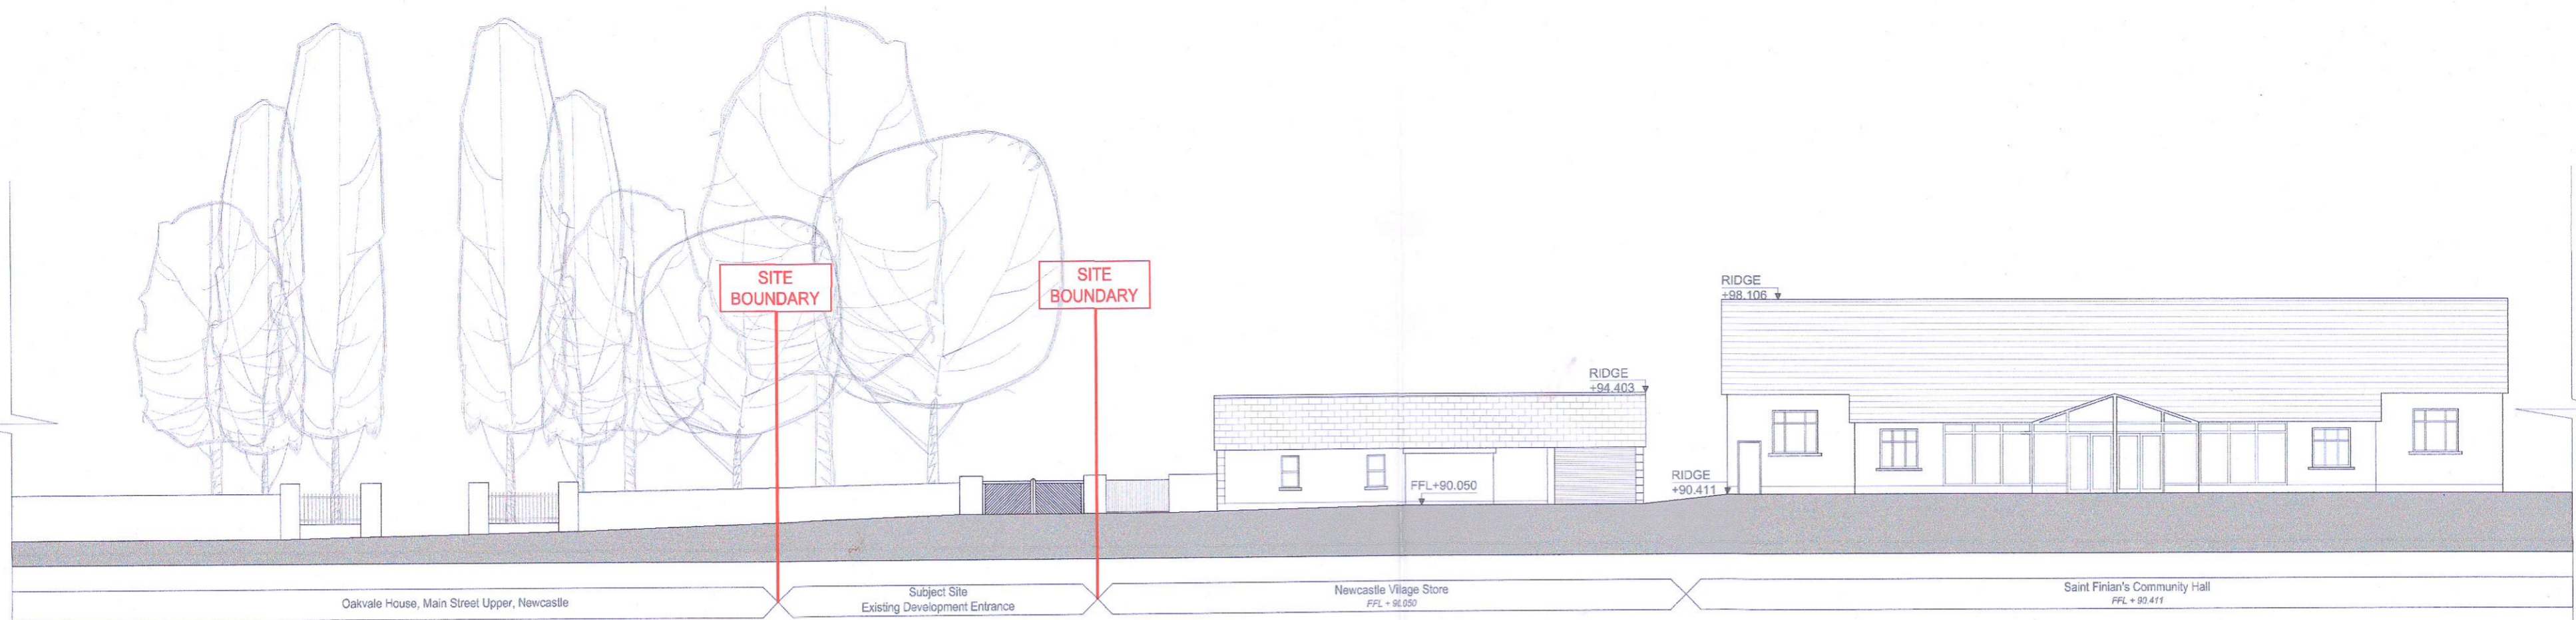 SITE
BOUNDARY
SITE
BOUNDARY
RIDGE
+98.106
RIDGE
+94.403
RIDGE
+90.411
FFL+90.050
Oakvale House, Main Street Upper, Newcastle
Subject Site
Existing Development Entrance
Newcastle Village Store
FFL + 90.050
Saint Finian's Community Hall
FFL + 90.411